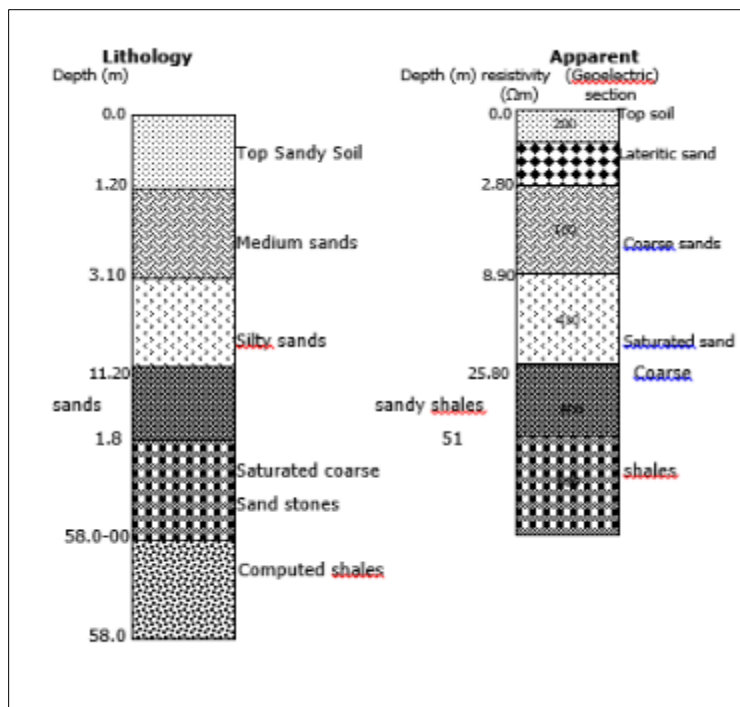 Lithology
Depth (m)
0.0
Top Sandy Soil
1.20
Medium sands
3.10
Silty sands
11.20
sands
1.8
Saturated coarse
Sand stones
58.0-00
Computed shales
58.0
Apparent
Depth (m) resistivity (Geoelectric)
(Ωm) section
0.0
Top soil
200
Lateritic sand
2.80
Coarse sands
8.90
Saturated sand
25.80
Coarse
sandy shales
51
shales